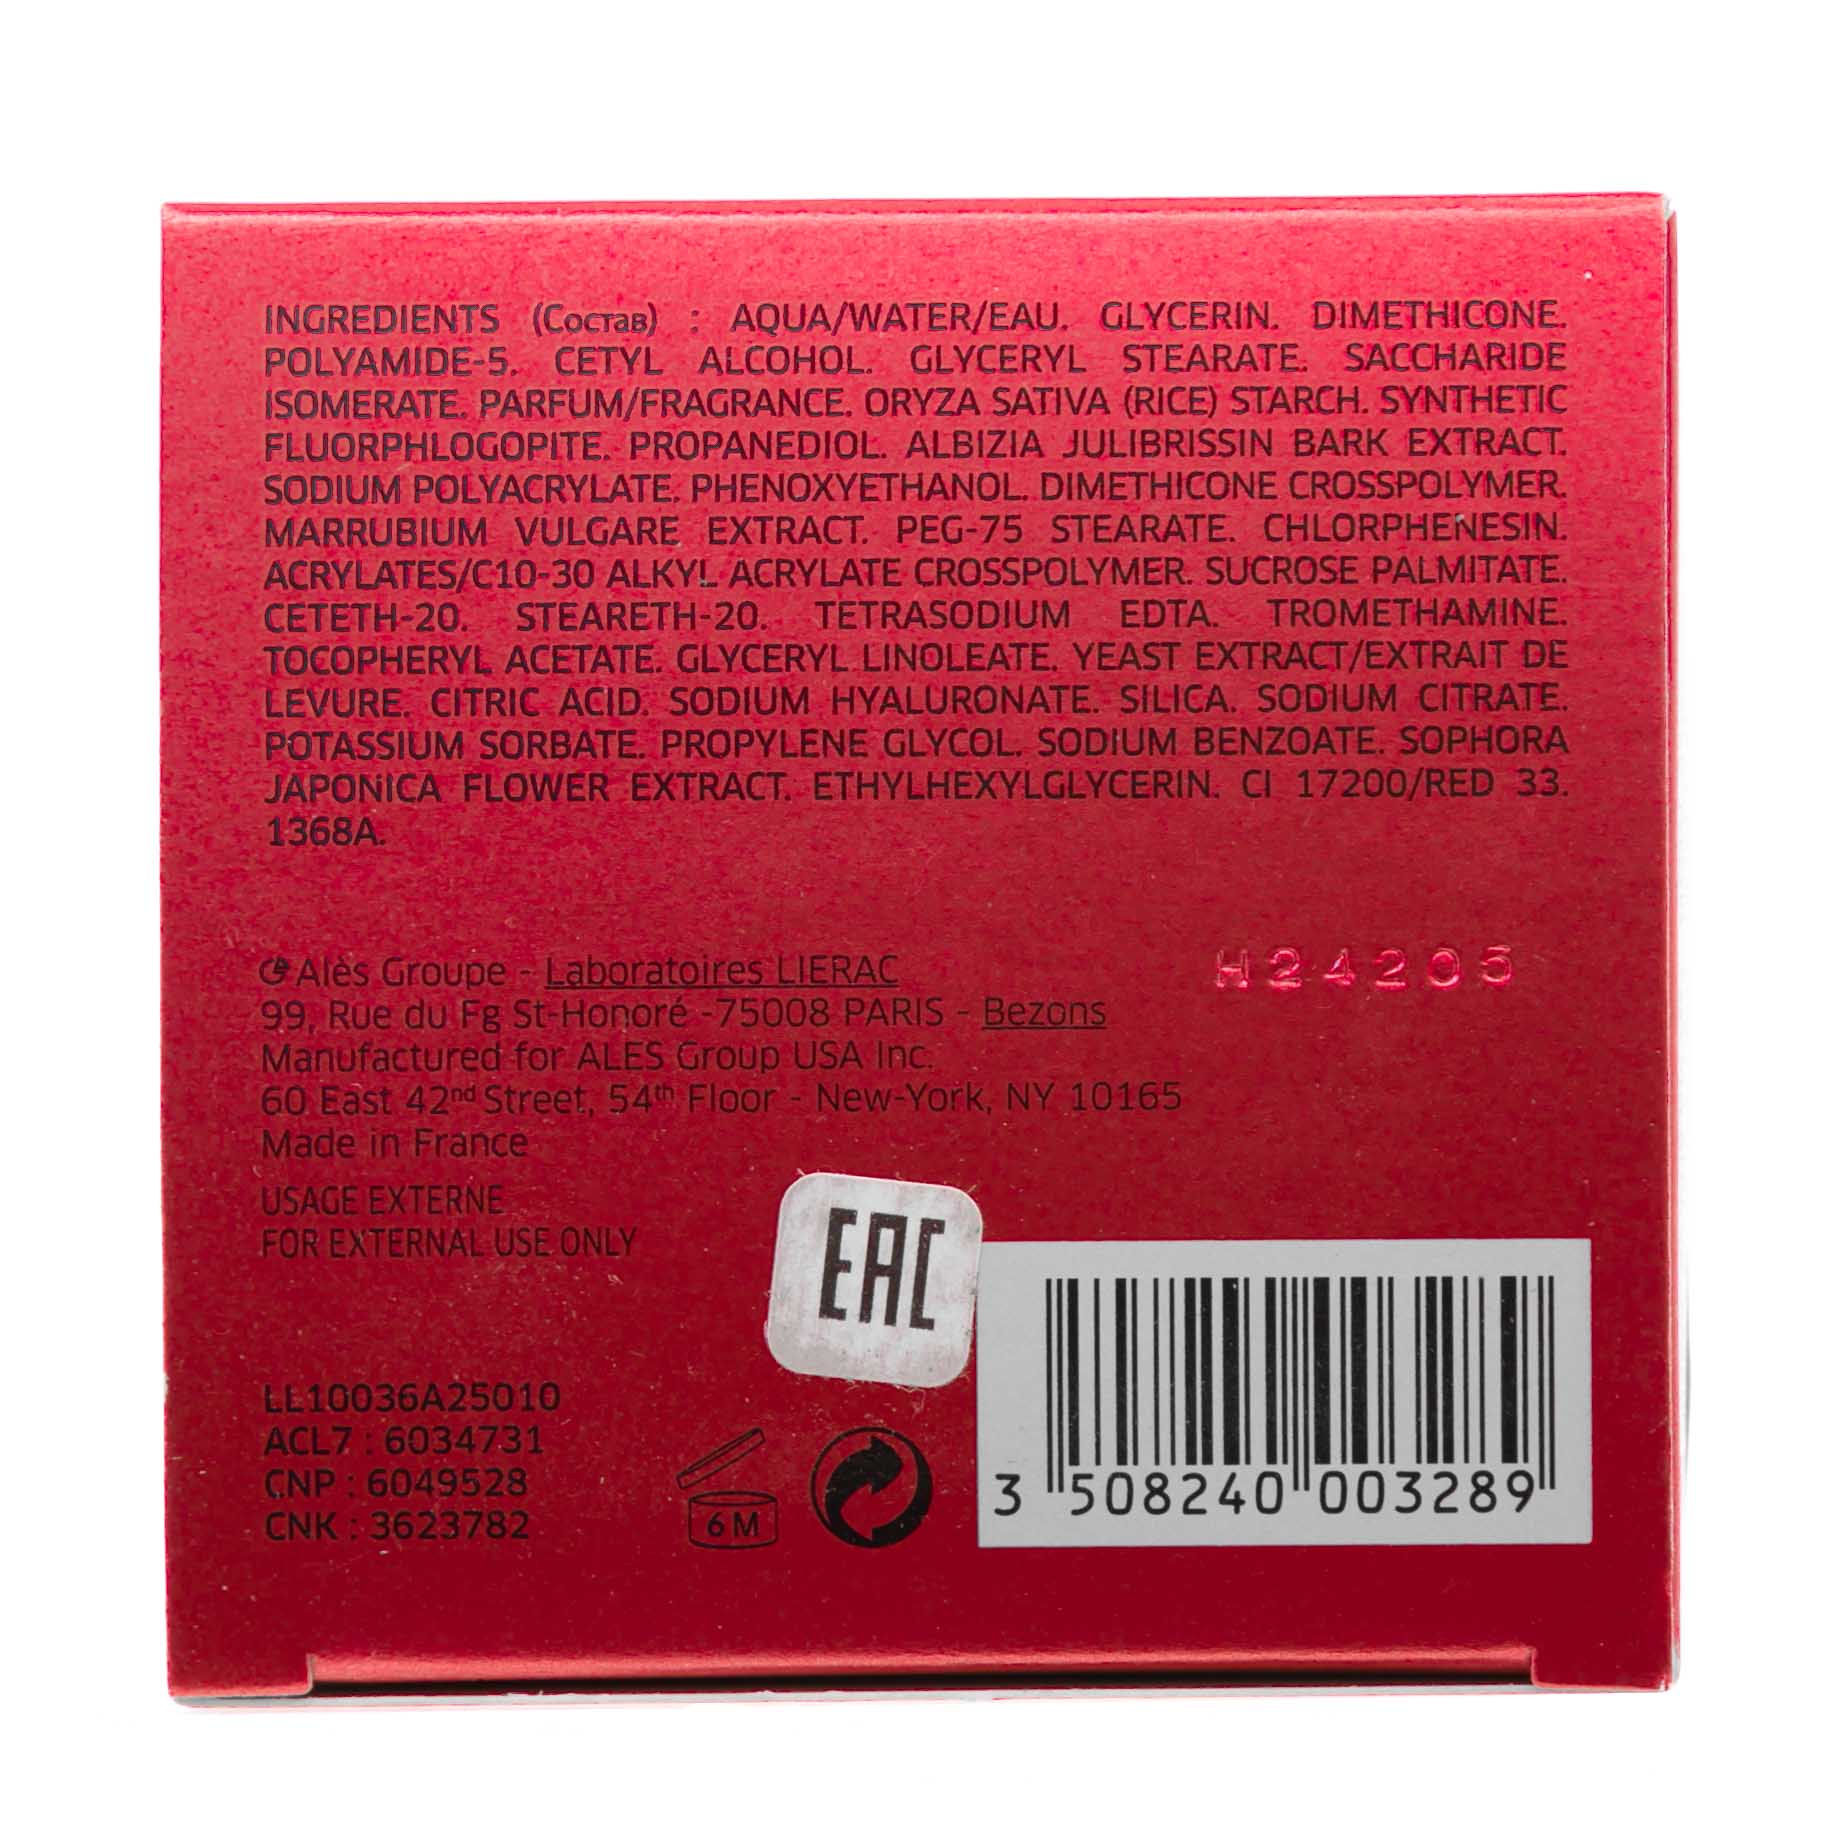 INGREDIENTS (Состав) : AQUA/WATER/EAU. GLYCERIN. DIMETHICONE.
POLYAMIDE-5. CETYL ALCOHOL. GLYCERYL STEARATE. SACCHARIDE
ISOMERATE. PARFUM/FRAGRANCE. ORYZA SATIVA (RICE) STARCH. SYNTHETIC
FLUORPHLOGOPITE. PROPANEDIOL. ALBIZIA JULIBRISSIN BARK EXTRACT.
SODIUM POLYACRYLATE. PHENOXYETHANOL. DIMETHICONE CROSSPOLYMER.
MARRUBIUM VULGARE EXTRACT. PEG-75 STEARATE. CHLORPHENESIN.
ACRYLATES/C10-30 ALKYL ACRYLATE CROSSPOLYMER. SUCROSE PALMITATE.
CETETH-20. STEARETH-20. TETRASODIUM EDTA. TROMETHAMINE.
TOCOPHERYL ACETATE. GLYCERYL LINOLEATE. YEAST EXTRACT/EXTRAIT DE
LEVURE. CITRIC ACID. SODIUM HYALURONATE. SILICA. SODIUM CITRATE.
POTASSIUM SORBATE. PROPYLENE GLYCOL. SODIUM BENZOATE. SOPHORA
JAPONICA FLOWER EXTRACT. ETHYLHEXYLGLYCERIN. CI 17200/RED 33.
1368A.
Alès Groupe - Laboratoires LIERAC
H24205
99, Rue du Fg St-Honoré -75008 PARIS - Bezons
Manufactured for ALES Group USA Inc.
60 East 42nd Street, 54th Floor - New-York, NY 10165
Made in France
USAGE EXTERNE
FOR EXTERNAL USE ONLY
EAC
LL10036A25010
ACL7 : 6034731
CNP : 6049528
CNK : 3623782
6 M
3 508240 003289